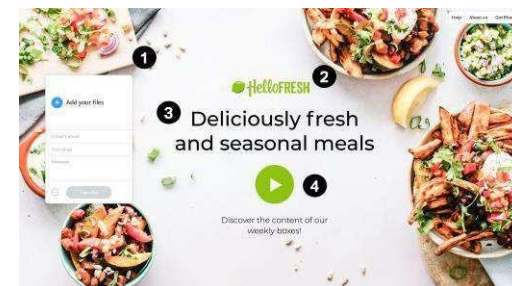 Help About us
1
2
HelloFRESH
Add your files
3
Deliciously fresh
and seasonal meals
4
Discover the content of our
weekly boxes!